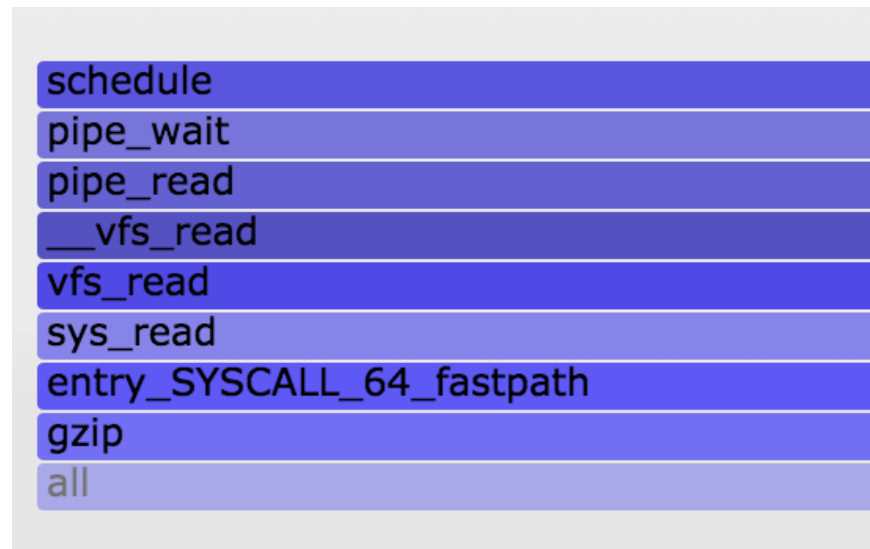 schedule
pipe_wait
pipe_read
__vfs_read
vfs_read
sys_read
entry_SYSCALL_64_fastpath
gzip
all